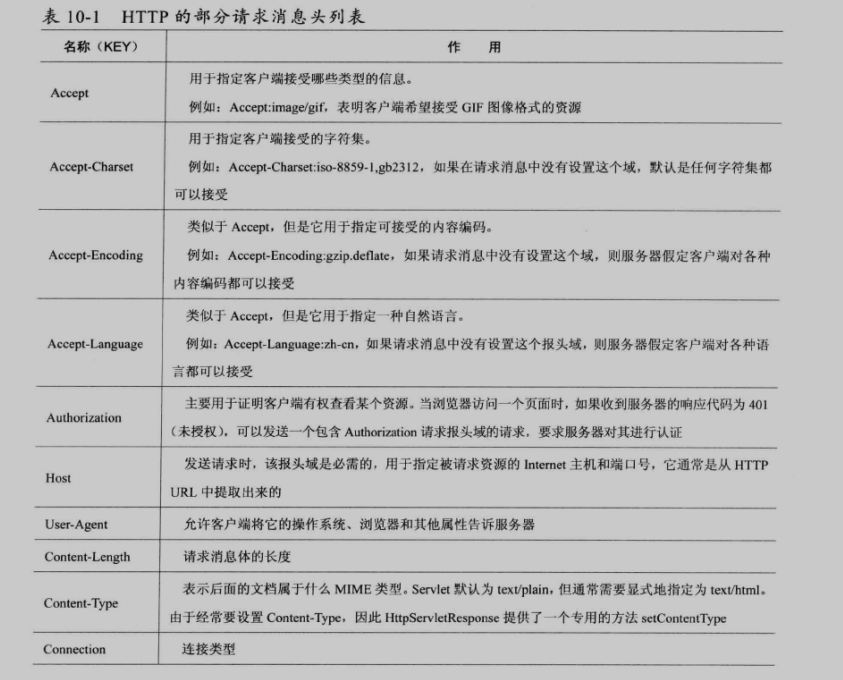 表 10-1 HTTP 的部分请求消息头列表
名称（KEY） 作 用
Accept
用于指定客户端接受哪些类型的信息。
例如：Accept:image/gif，表明客户端希望接受 GIF 图像格式的资源
Accept-Charset
用于指定客户端接受的字符集。
例如：Accept-Charset:iso-8859-1,gb2312，如果在请求消息中没有设置这个域，默认是任何字符集都
可以接受
Accept-Encoding
类似于 Accept，但是它用于指定可接受的内容编码。
例如：Accept-Encoding:gzip.deflate，如果请求消息中没有设置这个域，则服务器假定客户端对各种
内容编码都可以接受
Accept-Language
类似于 Accept，但是它用于指定一种自然语言。
例如：Accept-Language:zh-cn，如果请求消息中没有设置这个报头域，则服务器假定客户端对各种语
言都可以接受
Authorization
主要用于证明客户端有权查看某个资源。当浏览器访问一个页面时，如果收到服务器的响应代码为 401
（未授权），可以发送一个包含 Authorization 请求报头域的请求，要求服务器对其进行认证
Host
发送请求时，该报头域是必需的，用于指定被请求资源的 Internet 主机和端口号，它通常是从 HTTP
URL 中提取出来的
User-Agent 允许客户端将它的操作系统、浏览器和其他属性告诉服务器
Content-Length 请求消息体的长度
Content-Type
表示后面的文档属于什么 MIME 类型。Servlet 默认为 text/plain，但通常需要显式地指定为 text/html。
由于经常要设置 Content-Type，因此 HttpServletResponse 提供了一个专用的方法 setContentType
Connection 连接类型